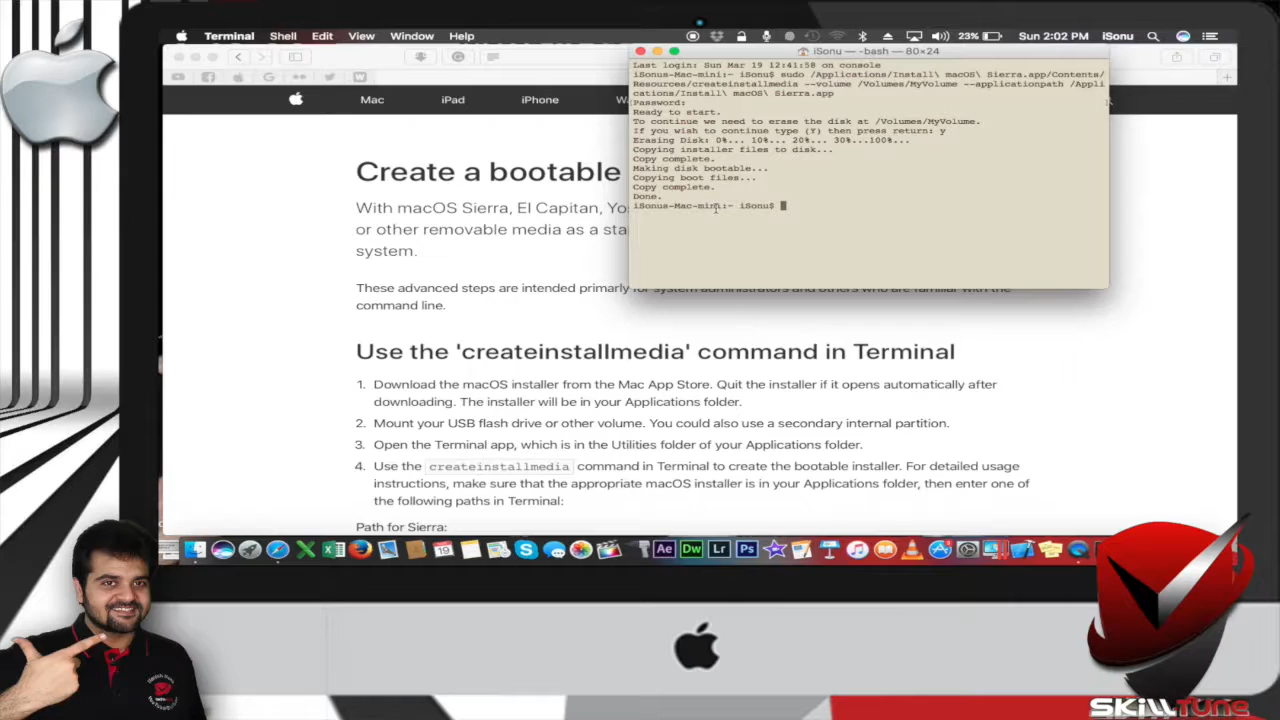 Terminal Shell Edit View Window Help 23% Sun 2:02 PM iSonu
iSonu — -bash — 80×24
Last login: Sun Mar 19 12:41:58 on console
iSonus-Mac-mini:~ iSonu$ sudo /Applications/Install\ macOS\ Sierra.app/Contents/
Resources/createinstallmedia --volume /Volumes/MyVolume --applicationpath /Appli
cations/Install\ macOS\ Sierra.app
Password:
Ready to start.
To continue we need to erase the disk at /Volumes/MyVolume.
If you wish to continue type (Y) then press return: y
Erasing Disk: 0%... 10%... 20%... 30%...100%...
Copying installer files to disk...
Copy complete.
Making disk bootable...
Copying boot files...
Copy complete.
Done.
iSonus-Mac-mini:~ iSonu$
Mac iPad iPhone
Create a bootable
With macOS Sierra, El Capitan,
or other removable media as a
system.
These advanced steps are intended primarily for system administrators and others who are familiar with the
command line.
Use the 'createinstallmedia' command in Terminal
1. Download the macOS installer from the Mac App Store. Quit the installer if it opens automatically after
downloading. The installer will be in your Applications folder.
2. Mount your USB flash drive or other volume. You could also use a secondary internal partition.
3. Open the Terminal app, which is in the Utilities folder of your Applications folder.
4. Use the createinstallmedia command in Terminal to create the bootable installer. For detailed usage
instructions, make sure that the appropriate macOS installer is in your Applications folder, then enter one of
the following paths in Terminal:
Path for Sierra:
19 Ae Dw Lr Ps
SKILLTUNE